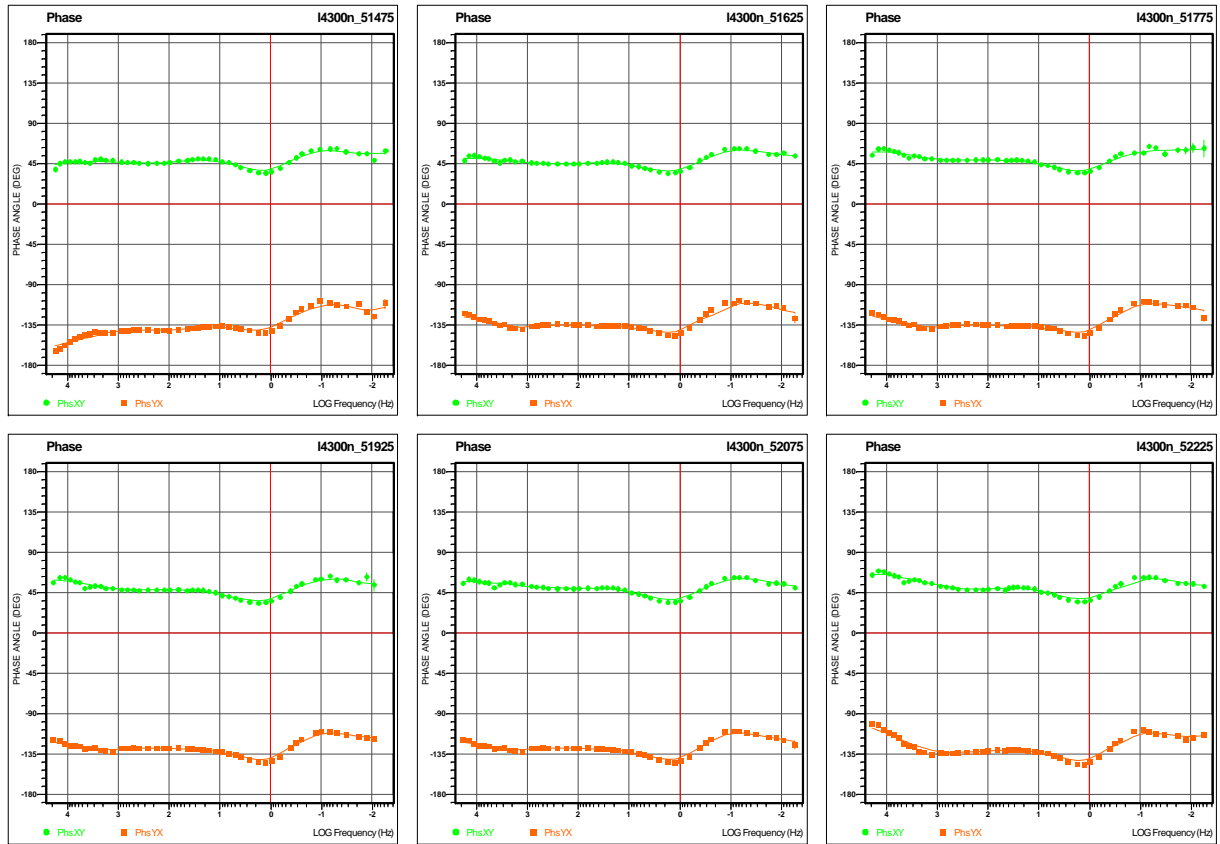 Phase l4300n_51475
180
135
90
45
0
-45
-90
-135
-180
PHASE ANGLE (DEG)
4 3 2 1 0 -1 -2
PhsXY PhsYX LOG Frequency (Hz)
Phase l4300n_51625
180
135
90
45
0
-45
-90
-135
-180
PHASE ANGLE (DEG)
4 3 2 1 0 -1 -2
PhsXY PhsYX LOG Frequency (Hz)
Phase l4300n_51775
180
135
90
45
0
-45
-90
-135
-180
PHASE ANGLE (DEG)
4 3 2 1 0 -1 -2
PhsXY PhsYX LOG Frequency (Hz)
Phase l4300n_51925
180
135
90
45
0
-45
-90
-135
-180
PHASE ANGLE (DEG)
4 3 2 1 0 -1 -2
PhsXY PhsYX LOG Frequency (Hz)
Phase l4300n_52075
180
135
90
45
0
-45
-90
-135
-180
PHASE ANGLE (DEG)
4 3 2 1 0 -1 -2
PhsXY PhsYX LOG Frequency (Hz)
Phase l4300n_52225
180
135
90
45
0
-45
-90
-135
-180
PHASE ANGLE (DEG)
4 3 2 1 0 -1 -2
PhsXY PhsYX LOG Frequency (Hz)